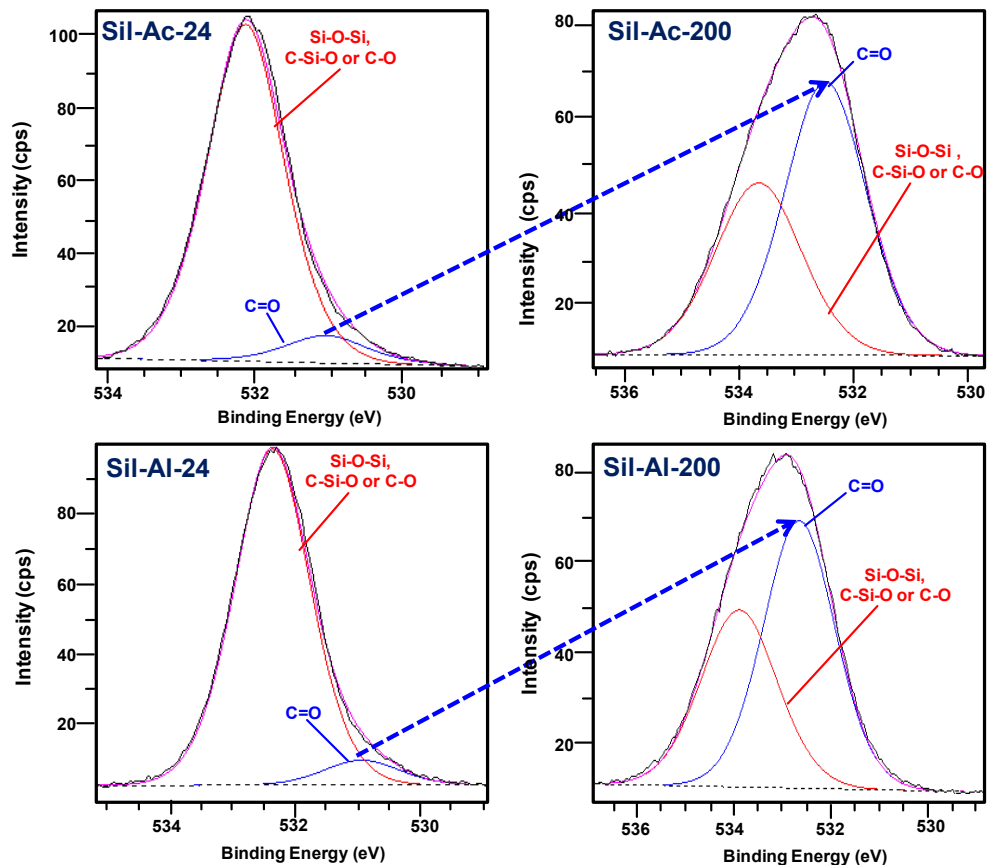 Sil-Ac-24
Si-O-Si,
C-Si-O or C-O
C=O
100
80
60
40
20
Intensity (cps)
534
532
530
Binding Energy (eV)
Sil-Ac-200
C=O
Si-O-Si ,
C-Si-O or C-O
80
60
40
20
Intensity (cps)
536
534
532
530
Binding Energy (eV)
Sil-Al-24
Si-O-Si,
C-Si-O or C-O
C=O
80
60
40
20
Intensity (cps)
534
532
530
Binding Energy (eV)
Sil-Al-200
C=O
Si-O-Si,
C-Si-O or C-O
80
60
40
20
Intensity (cps)
536
534
532
530
Binding Energy (eV)